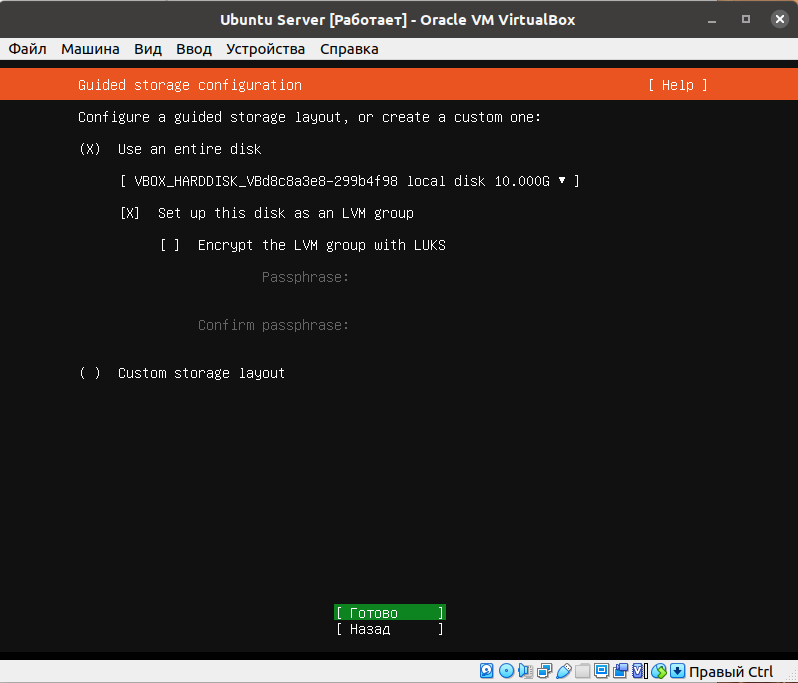 Ubuntu Server [Работает] - Oracle VM VirtualBox
Файл Машина Вид Ввод Устройства Справка
Guided storage configuration [ Help ]
Configure a guided storage layout, or create a custom one:
(X) Use an entire disk
[ VBOX_HARDDISK_VBd8c8a3e8-299b4f98 local disk 10.000G ▾ ]
[X] Set up this disk as an LVM group
[ ] Encrypt the LVM group with LUKS
Passphrase:
Confirm passphrase:
( ) Custom storage layout
[ Готово ]
[ Назад ]
Правый Ctrl